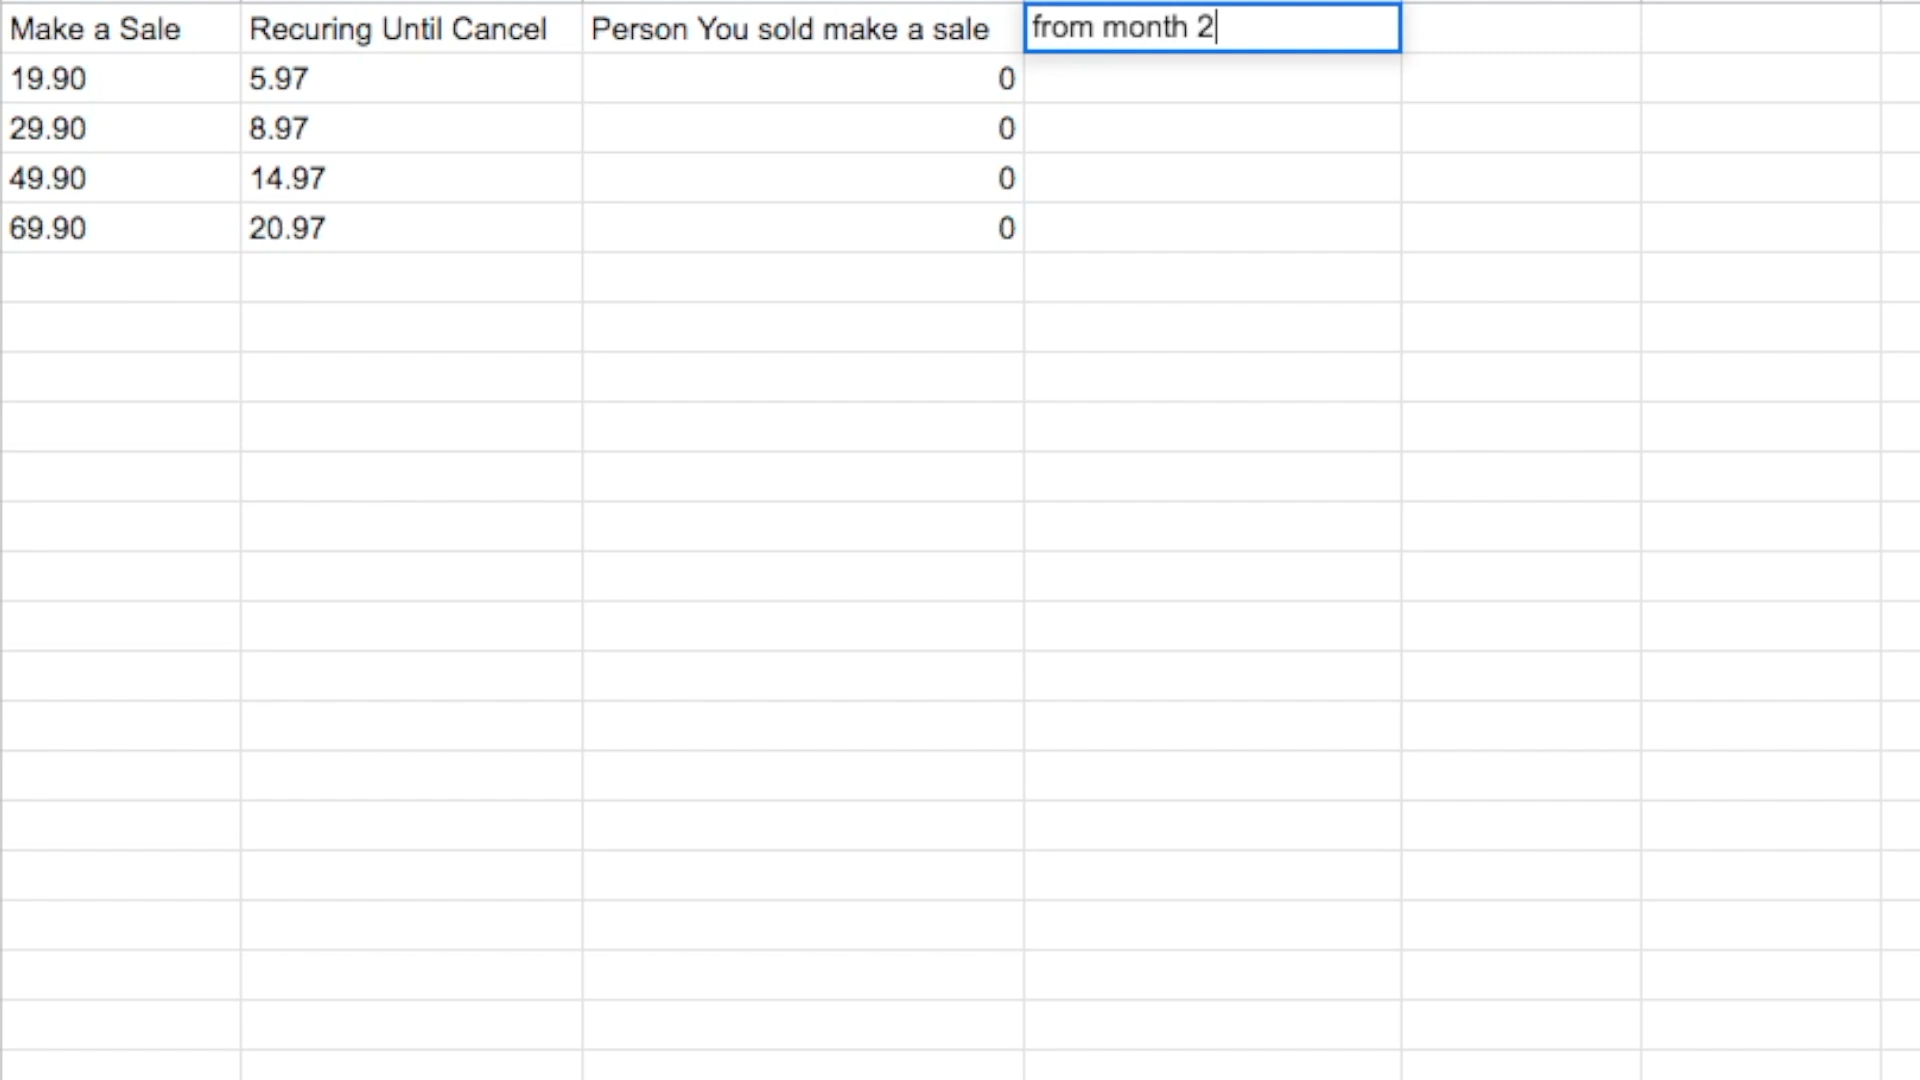 Make a Sale Recuring Until Cancel Person You sold make a sale from month 2
19.90 5.97 0
29.90 8.97 0
49.90 14.97 0
69.90 20.97 0